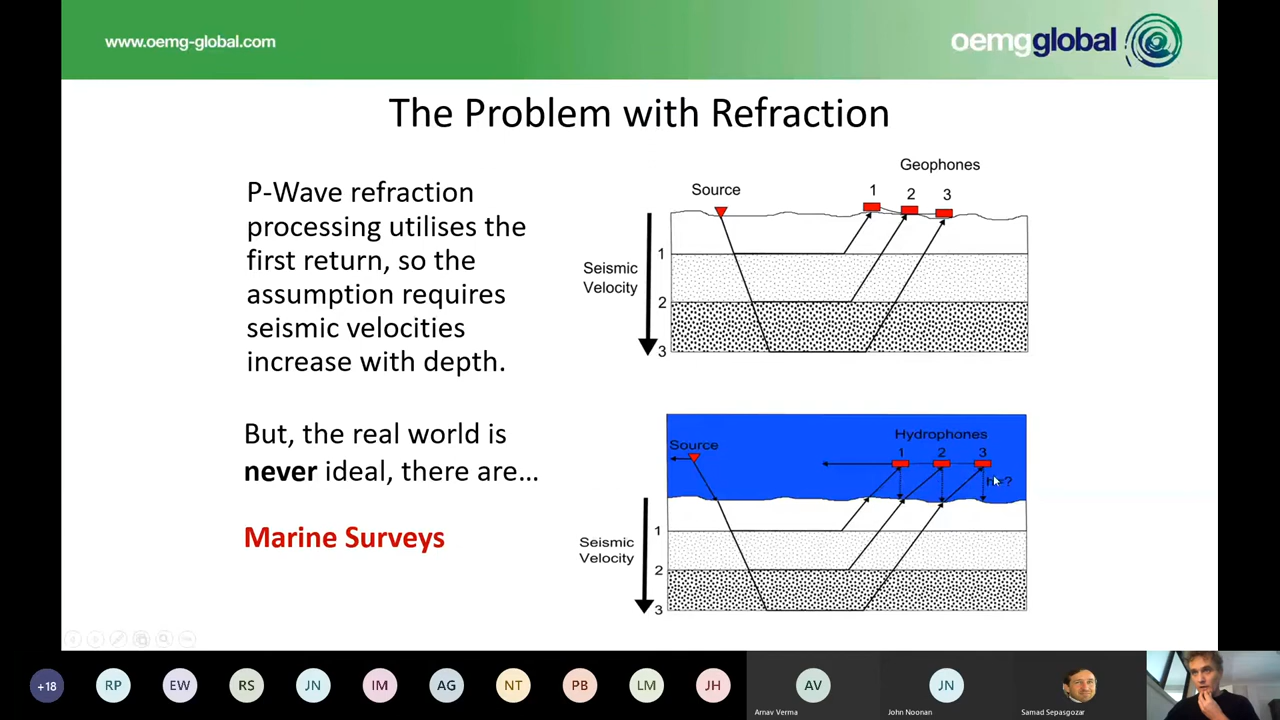 www.oemg-global.com
oemgglobal
The Problem with Refraction
P-Wave refraction
processing utilises the
first return, so the
assumption requires
seismic velocities
increase with depth.
But, the real world is
never ideal, there are…
Marine Surveys
Geophones
Source
1
2
3
Seismic
Velocity
1
2
3
Hydrophones
Source
1
2
3
Seismic
Velocity
1
2
3
+18
RP
EW
RS
JN
IM
AG
NT
PB
LM
JH
AV
Arnav Verma
JN
John Noonan
Samad Sepasgozar